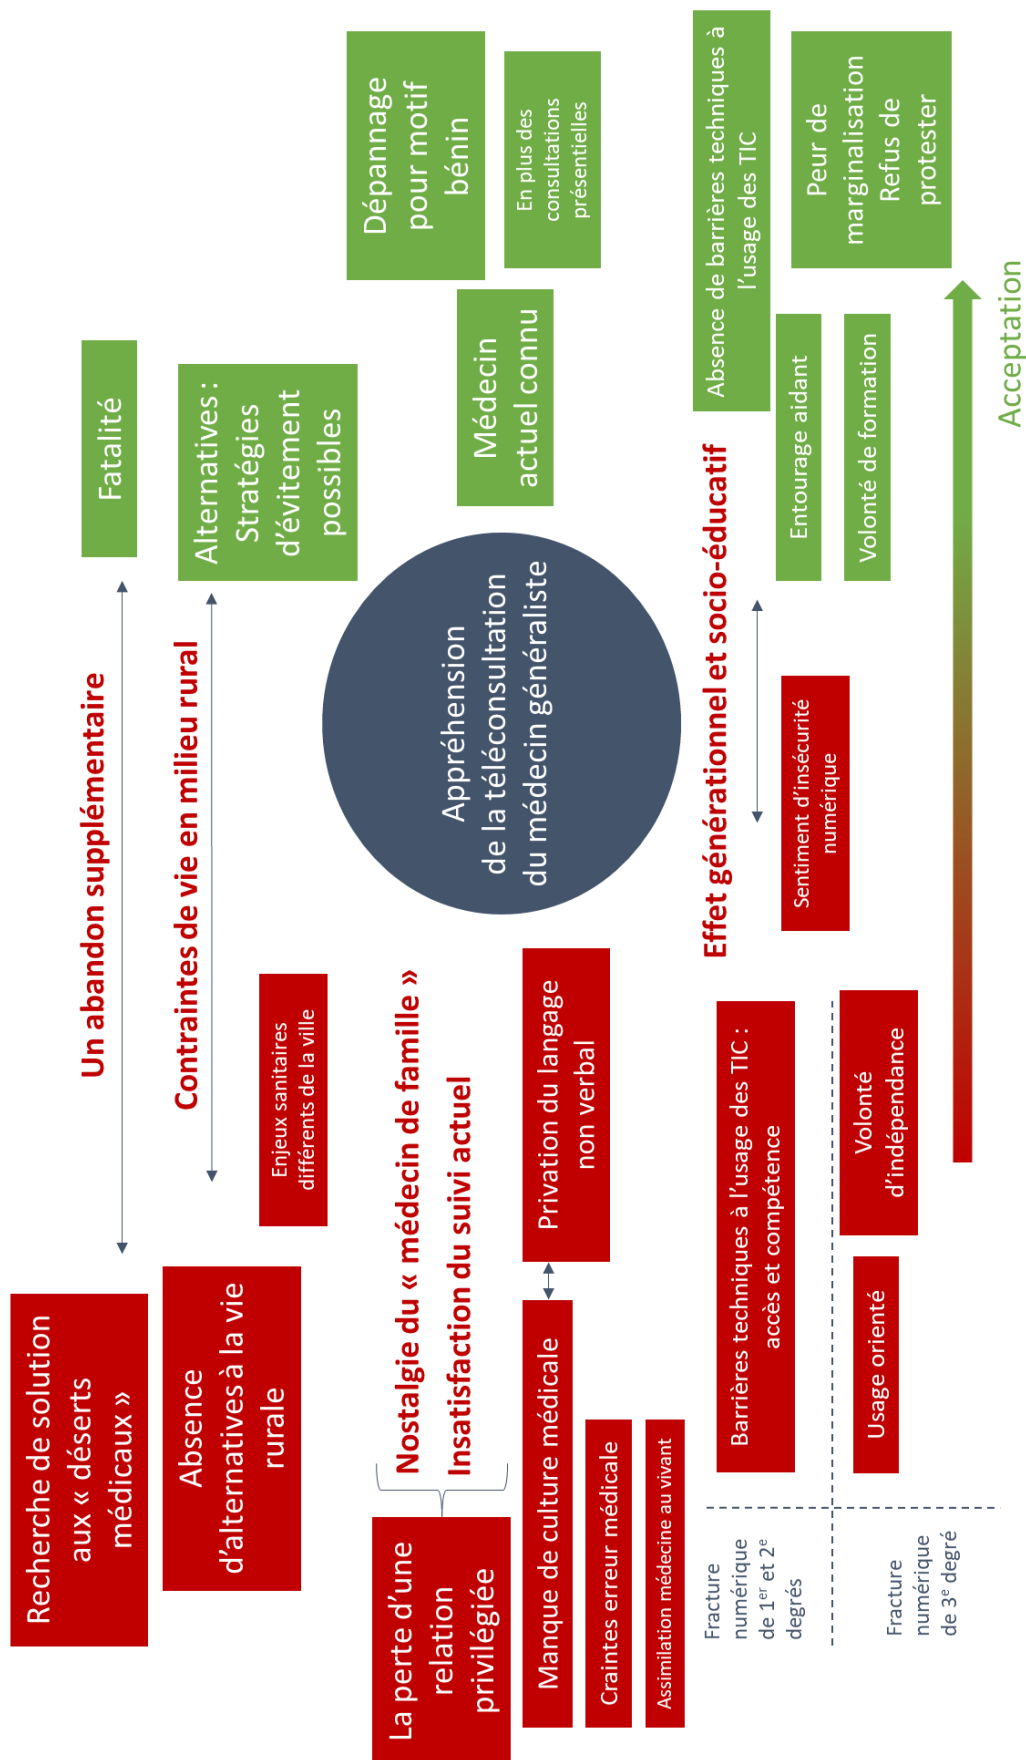 Recherche de solution
aux « déserts
médicaux »
Un abandon supplémentaire
Fatalité
Absence
d'alternatives à la vie
rurale
Contraintes de vie en milieu rural
Alternatives :
Stratégies
d'évitement
possibles
Enjeux sanitaires
différents de la ville
La perte d'une
relation
privilégiée
Nostalgie du « médecin de famille »
Insatisfaction du suivi actuel
Appréhension
de la téléconsultation
du médecin généraliste
Dépannage
pour motif
bénin
Médecin
actuel connu
En plus des
consultations
présentielles
Manque de culture médicale
Privation du langage
non verbal
Craintes erreur médicale
Assimilation médecine au vivant
Effet générationnel et socio-éducatif
Absence de barrières techniques à
l'usage des TIC
Fracture
numérique
de 1er et 2e
degrés
Barrières techniques à l'usage des TIC :
accès et compétence
Sentiment d'insécurité
numérique
Entourage aidant
Volonté de formation
Peur de
marginalisation
Refus de
protester
Fracture
numérique
de 3e degré
Usage orienté
Volonté
d'indépendance
Acceptation